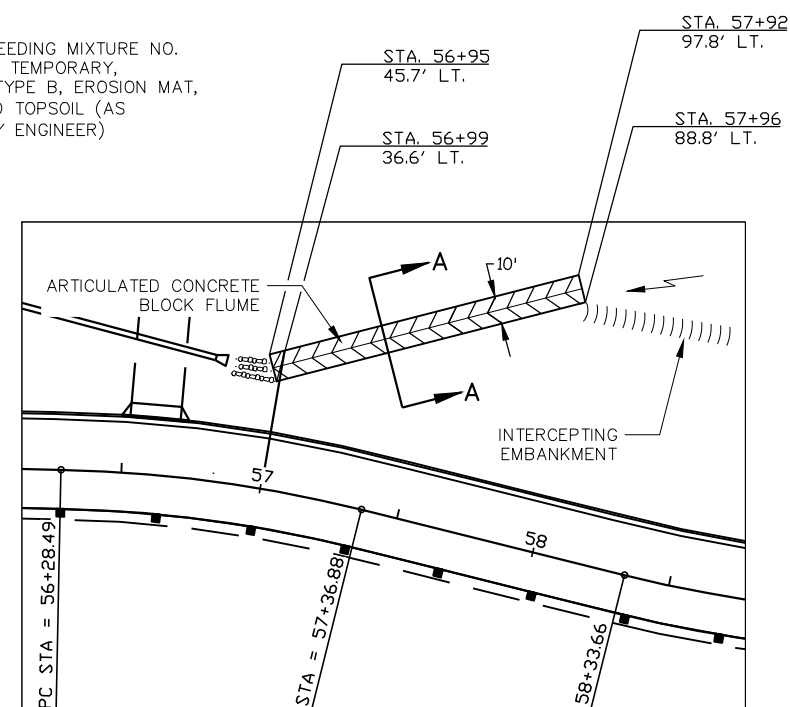 EEDING MIXTURE NO.
TEMPORARY,
TYPE B, EROSION MAT,
TOPSOIL (AS
ENGINEER)
STA. 56+95
45.7' LT.
STA. 56+99
36.6' LT.
STA. 57+92
97.8' LT.
STA. 57+96
88.8' LT.
ARTICULATED CONCRETE
BLOCK FLUME
A
10'
A
INTERCEPTING
EMBANKMENT
57
58
PC STA = 56+28.49
STA = 57+36.88
58+33.66